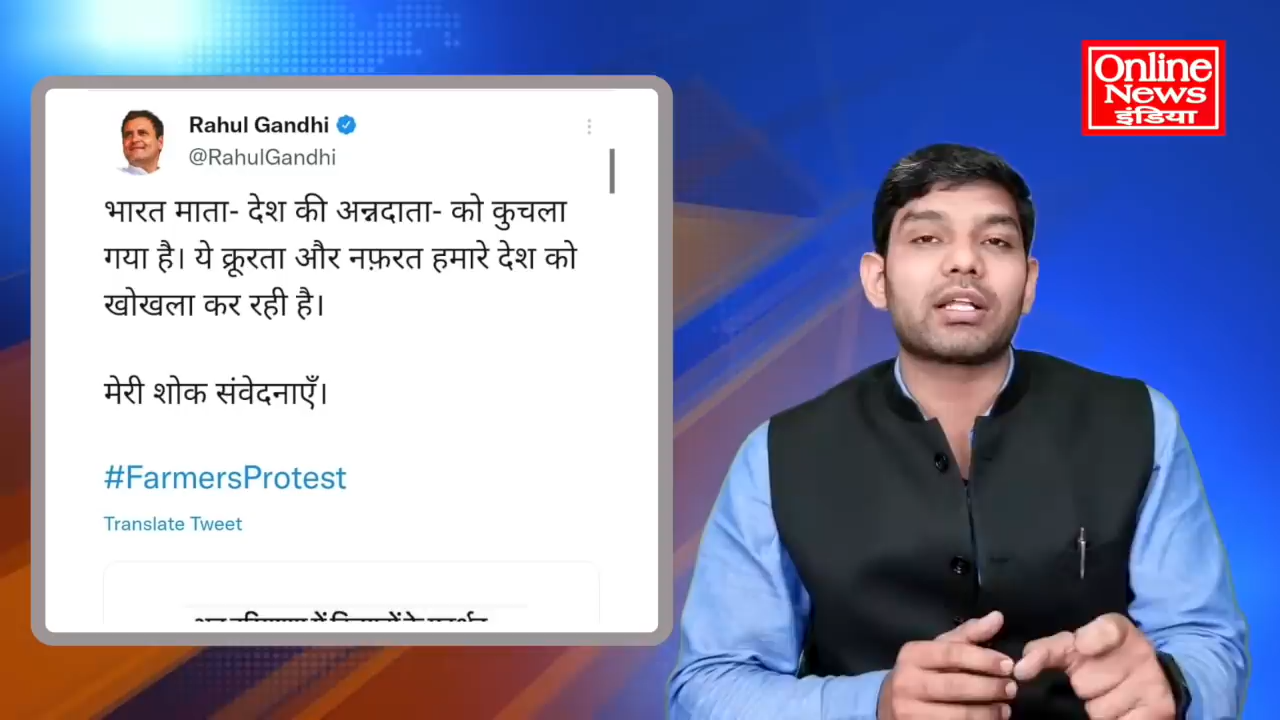 Rahul Gandhi
@RahulGandhi
भारत माता- देश की अन्नदाता- को कुचला
गया है। ये क्रूरता और नफ़रत हमारे देश को
खोखला कर रही है।
मेरी शोक संवेदनाएँ।
#FarmersProtest
Translate Tweet
Online
News
इंडिया